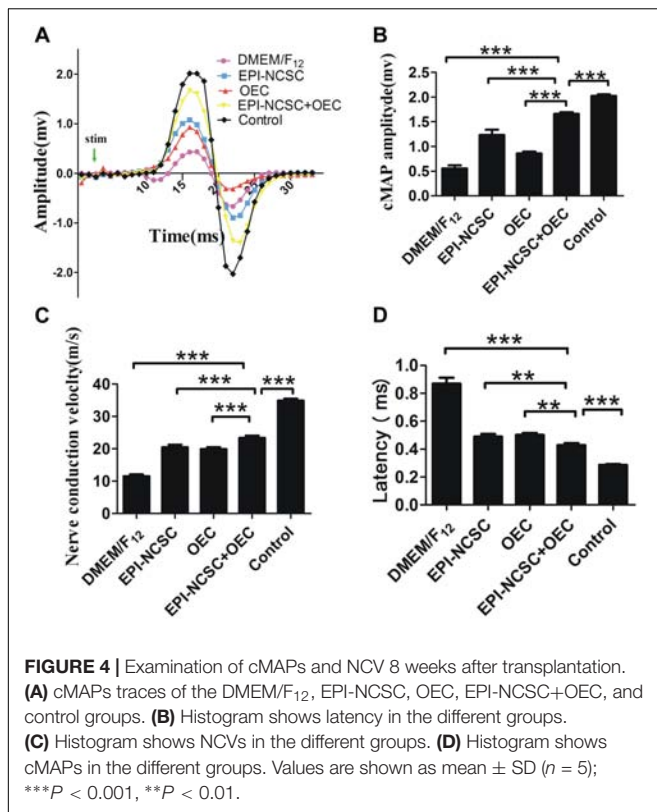 A
DMEM/F12
EPI-NCSC
OEC
EPI-NCSC+OEC
Control
stim
Amplitude(mv)
2.0
1.0
0.0
-1.0
-2.0
10
15
20
25
30
Time(ms)
B
***
***
***
***
cMAP amplityde(mv)
2.5
2.0
1.5
1.0
0.5
0.0
DMEM/F12
EPI-NCSC
OEC
EPI-NCSC+OEC
Control
C
***
***
***
***
Nerve conduction velocIty(m/s)
40
30
20
10
0
DMEM/F12
EPI-NCSC
OEC
EPI-NCSC+OEC
Control
D
***
**
**
***
Latency ( ms)
1.0
0.8
0.6
0.4
0.2
0.0
DMEM/F12
EPI-NCSC
OEC
EPI-NCSC+OEC
Control
FIGURE 4 | Examination of cMAPs and NCV 8 weeks after transplantation.
(A) cMAPs traces of the DMEM/F12, EPI-NCSC, OEC, EPI-NCSC+OEC, and
control groups. (B) Histogram shows latency in the different groups.
(C) Histogram shows NCVs in the different groups. (D) Histogram shows
cMAPs in the different groups. Values are shown as mean ± SD (n = 5);
***P < 0.001, **P < 0.01.